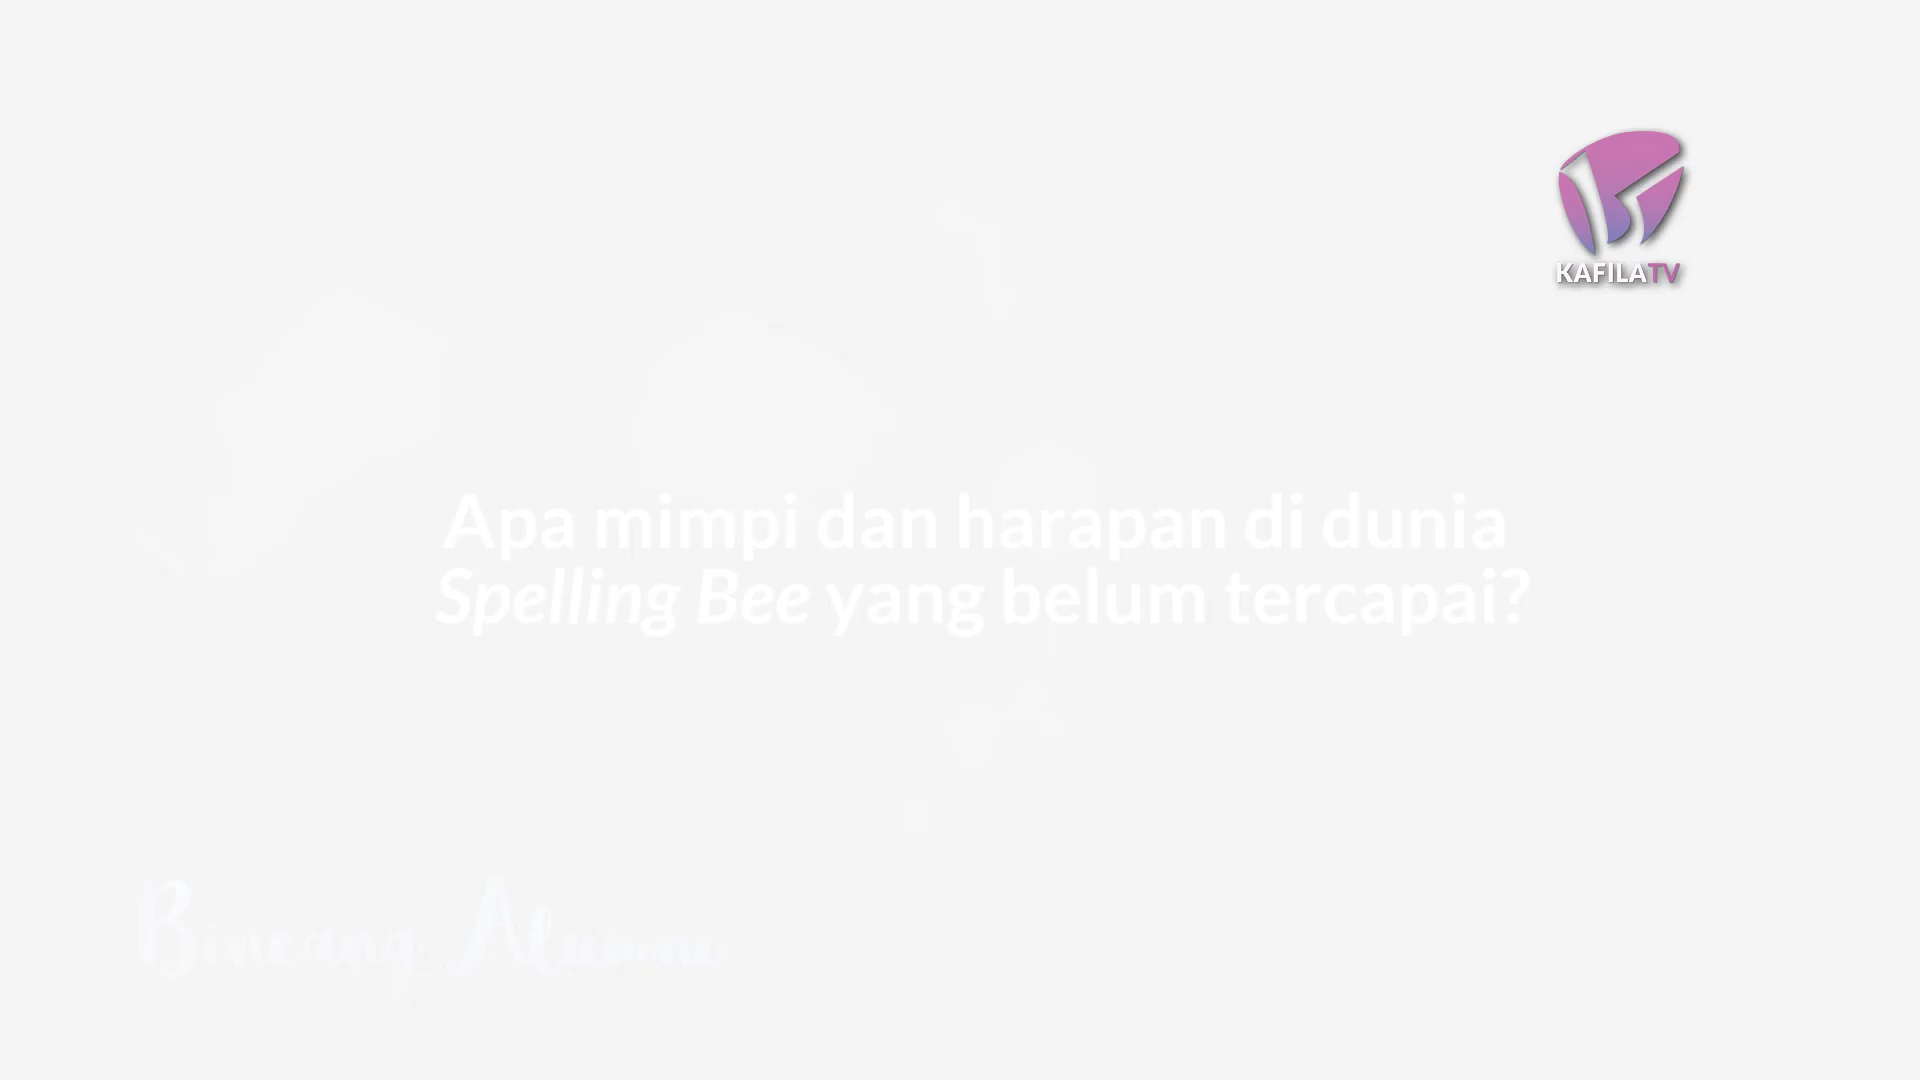 KAFILATV
Apa mimpi dan harapan di dunia
Spelling Bee yang belum tercapai?
Bincang Alumni